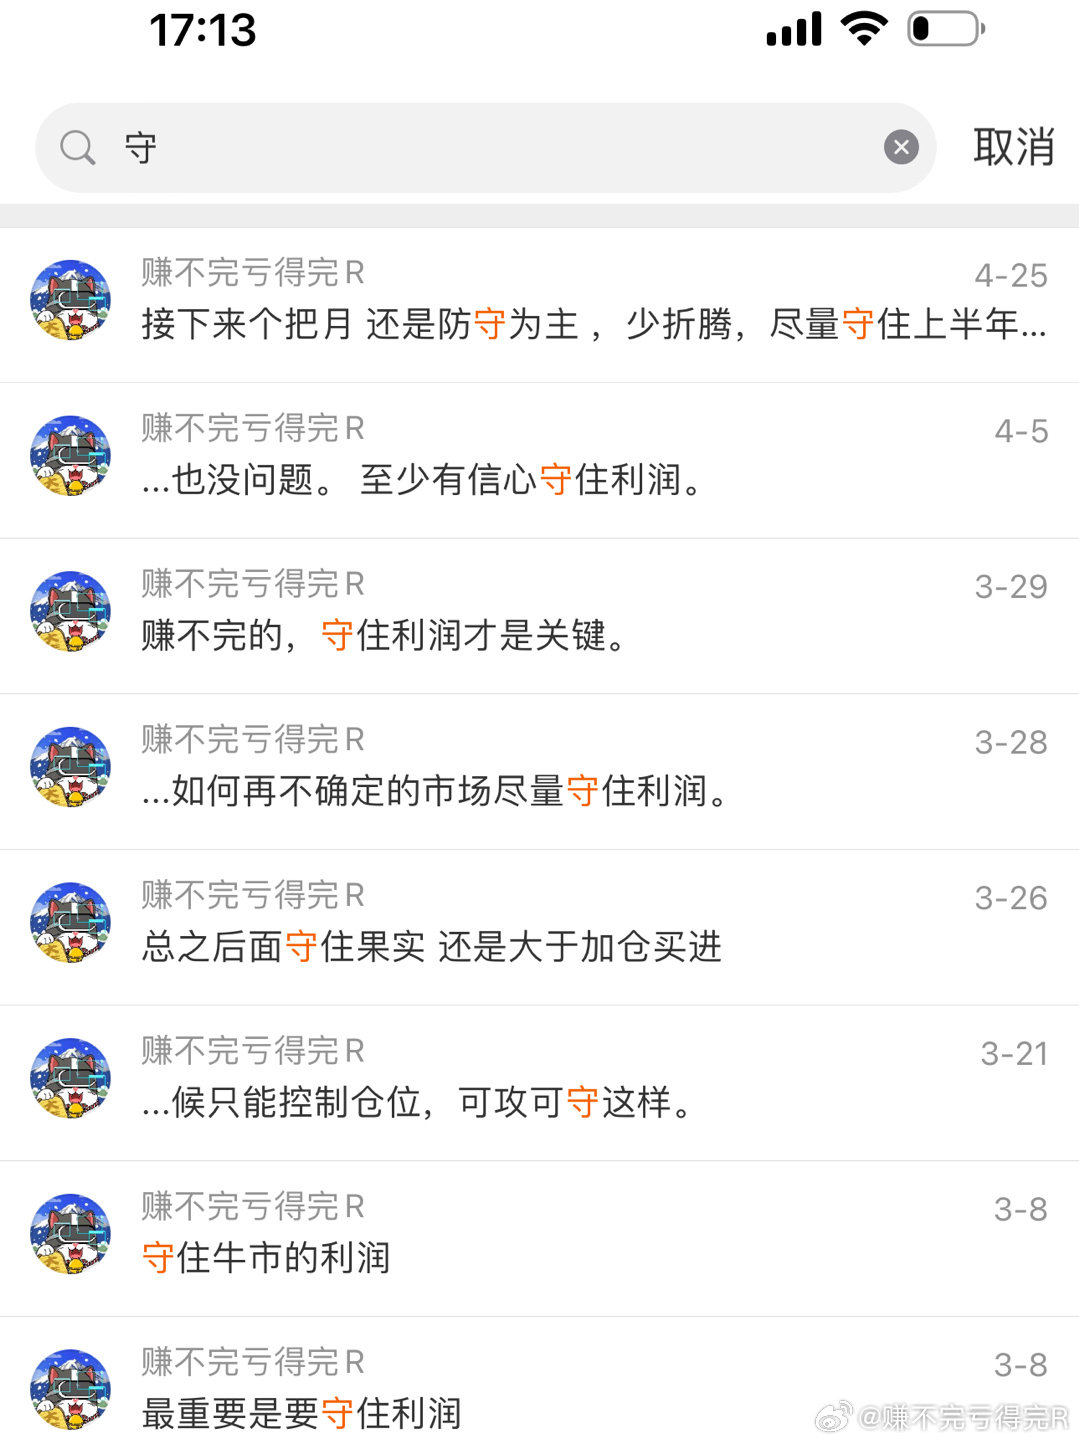 17:13
守
取消
赚不完亏得完R
4-25
接下来个把月 还是防守为主 ，少折腾，尽量守住上半年...
赚不完亏得完R
4-5
...也没问题。 至少有信心守住利润。
赚不完亏得完R
3-29
赚不完的，守住利润才是关键。
赚不完亏得完R
3-28
...如何再不确定的市场尽量守住利润。
赚不完亏得完R
3-26
总之后面守住果实 还是大于加仓买进
赚不完亏得完R
3-21
...候只能控制仓位，可攻可守这样。
赚不完亏得完R
3-8
守住牛市的利润
赚不完亏得完R
3-8
最重要是要守住利润
@赚不完亏得完R